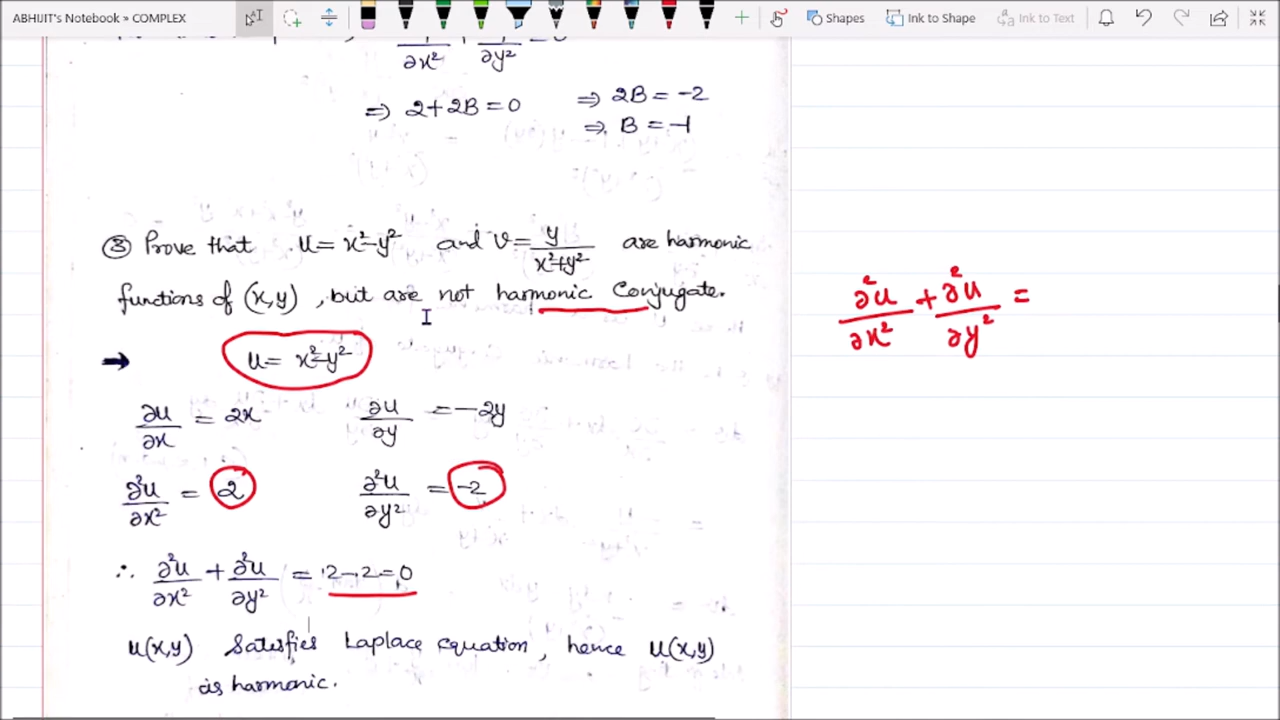 ABHIJIT's Notebook » COMPLEX
Shapes
Ink to Shape
Ink to Text
∂x² ∂y²
⇒ 2+2B=0 ⇒ 2B=-2
⇒ B=-1
③ Prove that u= x²-y² and v= y/(x²+y²) are harmonic
functions of (x,y), but are not harmonic Conjugate.
→ u= x²-y²
∂u/∂x = 2x ∂u/∂y = -2y
∂²u/∂x² = 2 ∂²u/∂y² = -2
∴ ∂²u/∂x² + ∂²u/∂y² = 2-2=0
u(x,y) Satisfies Laplace equation, hence u(x,y)
is harmonic.
∂²u/∂x² + ∂²u/∂y² =